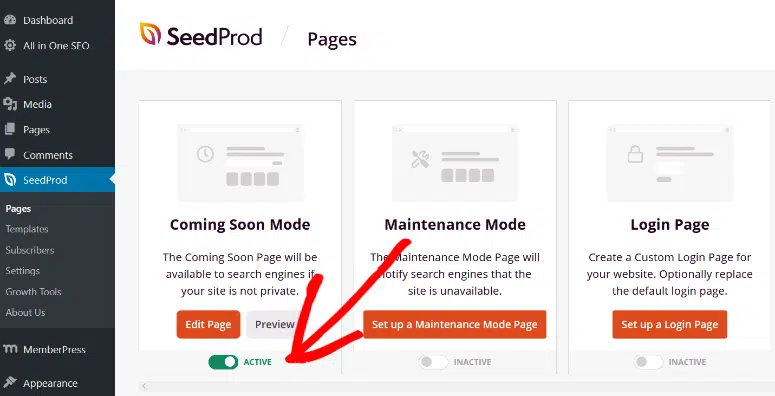 Dashboard
All in One SEO
Posts
Media
Pages
Comments
SeedProd
Pages
Templates
Subscribers
Settings
Growth Tools
About Us
MemberPress
Appearance
SeedProd / Pages
Coming Soon Mode
The Coming Soon Page will be
available to search engines if
your site is not private.
Edit Page Preview
ACTIVE
Maintenance Mode
The Maintenance Mode Page will
notify search engines that the
site is unavailable.
Set up a Maintenance Mode Page
INACTIVE
Login Page
Create a Custom Login Page for
your website. Optionally replace
the default login page.
Set up a Login Page
INACTIVE